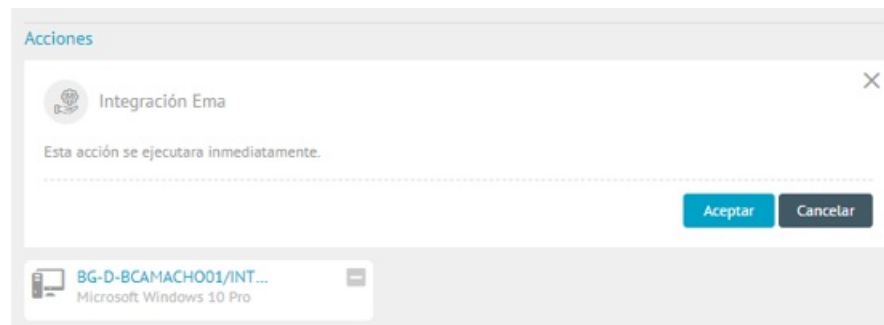 Acciones
Integración Ema
Esta acción se ejecutara inmediatamente.
Aceptar
Cancelar
BG-D-BCAMACHO01/INT...
Microsoft Windows 10 Pro